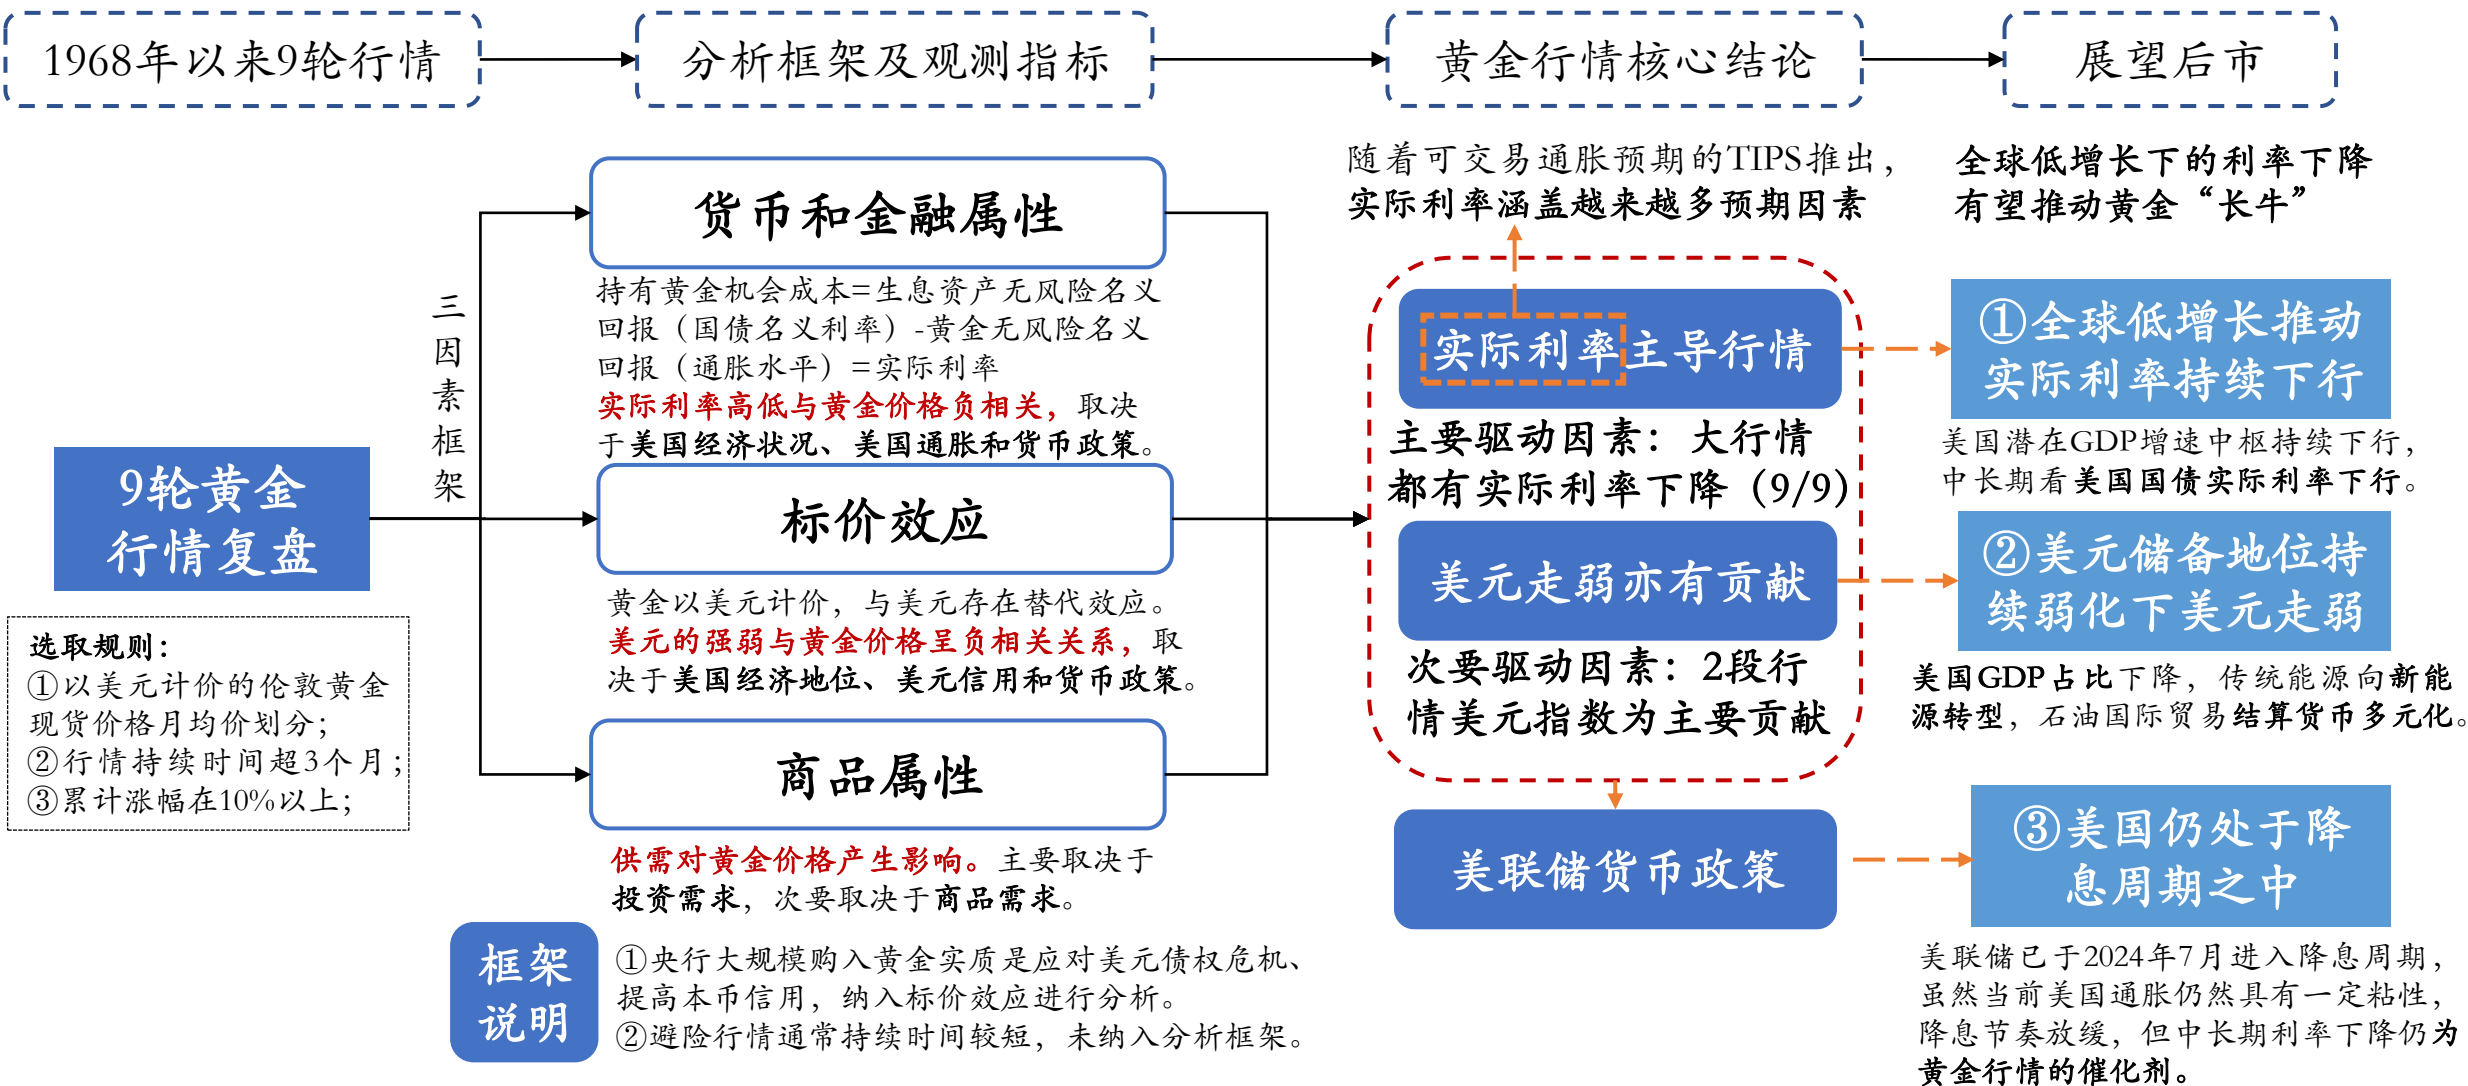 1968年以来9轮行情
分析框架及观测指标
黄金行情核心结论
展望后市
9轮黄金
行情复盘
选取规则：
①以美元计价的伦敦黄金
现货价格月均价划分；
②行情持续时间超3个月；
③累计涨幅在10%以上；
三
因
素
框
架
货币和金融属性
持有黄金机会成本=生息资产无风险名义
回报（国债名义利率）-黄金无风险名义
回报（通胀水平）=实际利率
实际利率高低与黄金价格负相关，取决
于美国经济状况、美国通胀和货币政策。
标价效应
黄金以美元计价，与美元存在替代效应。
美元的强弱与黄金价格呈负相关关系，取
决于美国经济地位、美元信用和货币政策。
商品属性
供需对黄金价格产生影响。主要取决于
投资需求，次要取决于商品需求。
框架
说明
①央行大规模购入黄金实质是应对美元债权危机、
提高本币信用，纳入标价效应进行分析。
②避险行情通常持续时间较短，未纳入分析框架。
随着可交易通胀预期的TIPS推出，
实际利率涵盖越来越多预期因素
实际利率主导行情
主要驱动因素：大行情
都有实际利率下降（9/9）
美元走弱亦有贡献
次要驱动因素：2段行
情美元指数为主要贡献
美联储货币政策
全球低增长下的利率下降
有望推动黄金“长牛”
①全球低增长推动
实际利率持续下行
美国潜在GDP增速中枢持续下行，
中长期看美国国债实际利率下行。
②美元储备地位持
续弱化下美元走弱
美国GDP占比下降，传统能源向新能
源转型，石油国际贸易结算货币多元化。
③美国仍处于降
息周期之中
美联储已于2024年7月进入降息周期，
虽然当前美国通胀仍然具有一定粘性，
降息节奏放缓，但中长期利率下降仍为
黄金行情的催化剂。